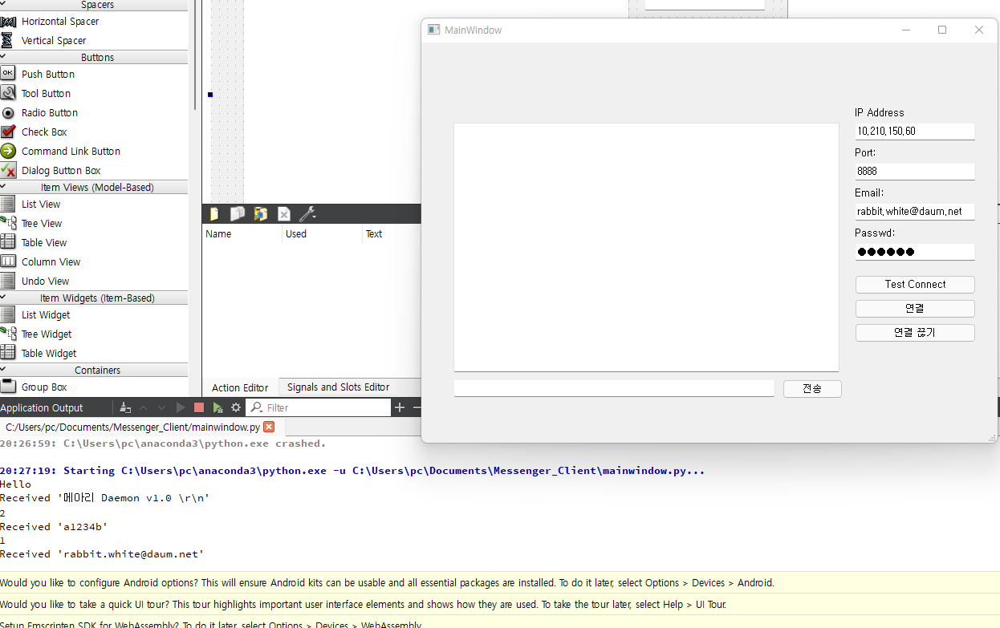 Spacers
Horizontal Spacer
Vertical Spacer
Buttons
OK Push Button
Tool Button
Radio Button
Check Box
Command Link Button
Dialog Button Box
Item Views (Model-Based)
List View
Tree View
Table View
Column View
Undo View
Item Widgets (Item-Based)
List Widget
Tree Widget
Table Widget
Containers
Group Box
Name Used Text
Action Editor Signals and Slots Editor
MainWindow
IP Address
10.210.150.60
Port:
8888
Email:
rabbit.white@daum.net
Passwd:
●●●●●●
Test Connect
연결
연결 끊기
전송
Application Output Filter
C:/Users/pc/Documents/Messenger_Client/mainwindow.py
20:26:59: C:\Users\pc\anaconda3\python.exe crashed.
20:27:19: Starting C:\Users\pc\anaconda3\python.exe -u C:\Users\pc\Documents\Messenger_Client\mainwindow.py...
Hello
Received '메아리 Daemon v1.0 \r\n'
2
Received 'a1234b'
1
Received 'rabbit.white@daum.net'
Would you like to configure Android options? This will ensure Android kits can be usable and all essential packages are installed. To do it later, select Options > Devices > Android.
Would you like to take a quick UI tour? This tour highlights important user interface elements and shows how they are used. To take the tour later, select Help > UI Tour.
Setup Emscripten SDK for WebAssembly? To do it later, select Options > Devices > WebAssembly.